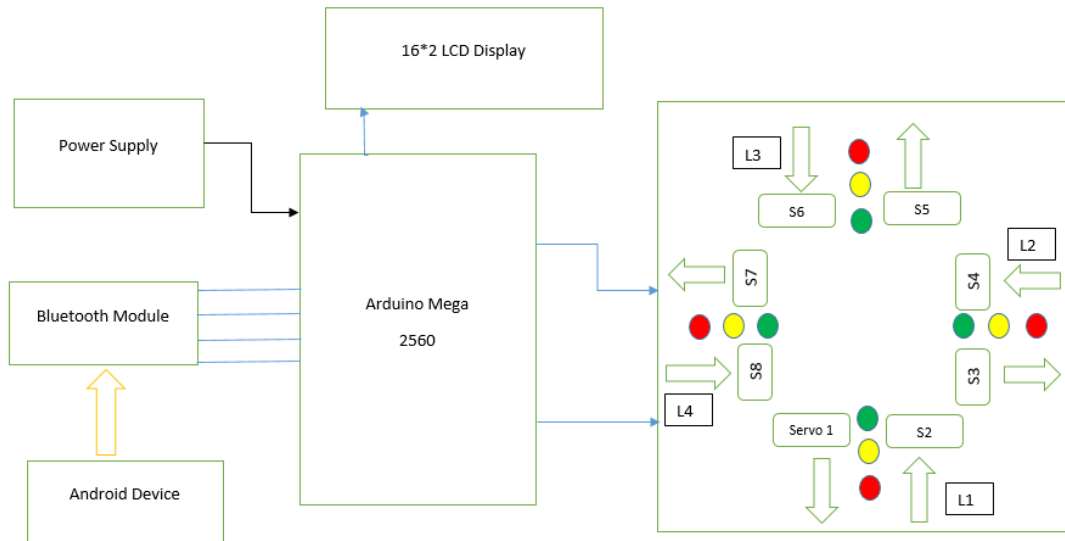 16*2 LCD Display
Power Supply
L3
S6
S5
L2
S7
S4
Bluetooth Module
Arduino Mega
2560
S8
S3
L4
Servo 1
S2
Android Device
L1